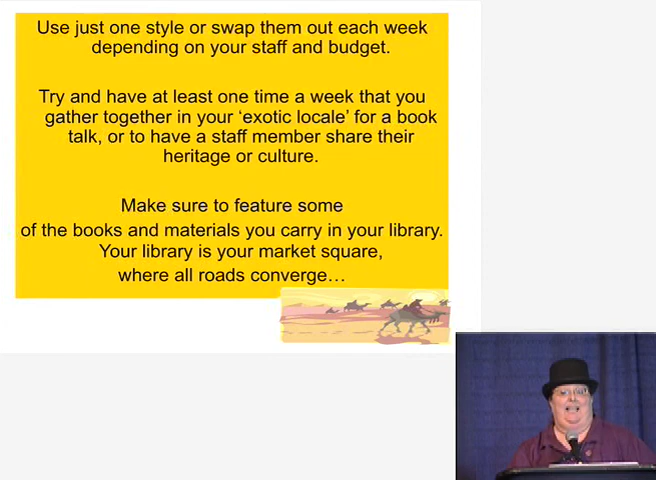 Use just one style or swap them out each week
depending on your staff and budget.
Try and have at least one time a week that you
gather together in your ‘exotic locale’ for a book
talk, or to have a staff member share their
heritage or culture.
Make sure to feature some
of the books and materials you carry in your library.
Your library is your market square,
where all roads converge…